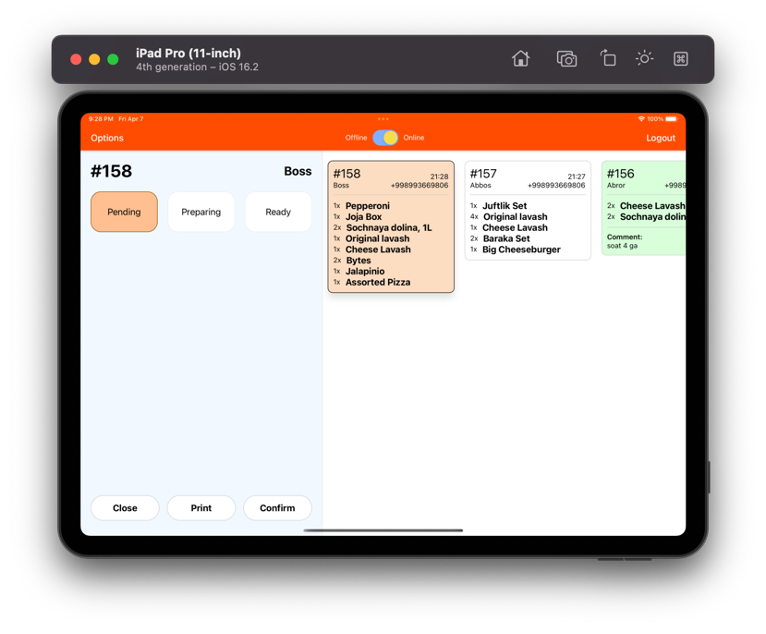 iPad Pro (11-inch)
4th generation – iOS 16.2
9:28 PM Fri Apr 7
100%
Options
Offline
Online
Logout
#158
Boss
Pending
Preparing
Ready
Close
Print
Confirm
#158
21:28
Boss
+998993669806
1x Pepperoni
1x Joja Box
2x Sochnaya dolina, 1L
1x Original lavash
1x Cheese Lavash
2x Bytes
1x Jalapinio
1x Assorted Pizza
#157
21:27
Abbos
+998993669806
1x Juftlik Set
4x Original lavash
1x Cheese Lavash
2x Baraka Set
1x Big Cheeseburger
#156
Abror
+9989
2x Cheese Lavash
2x Sochnaya dolin
Comment:
soat 4 ga